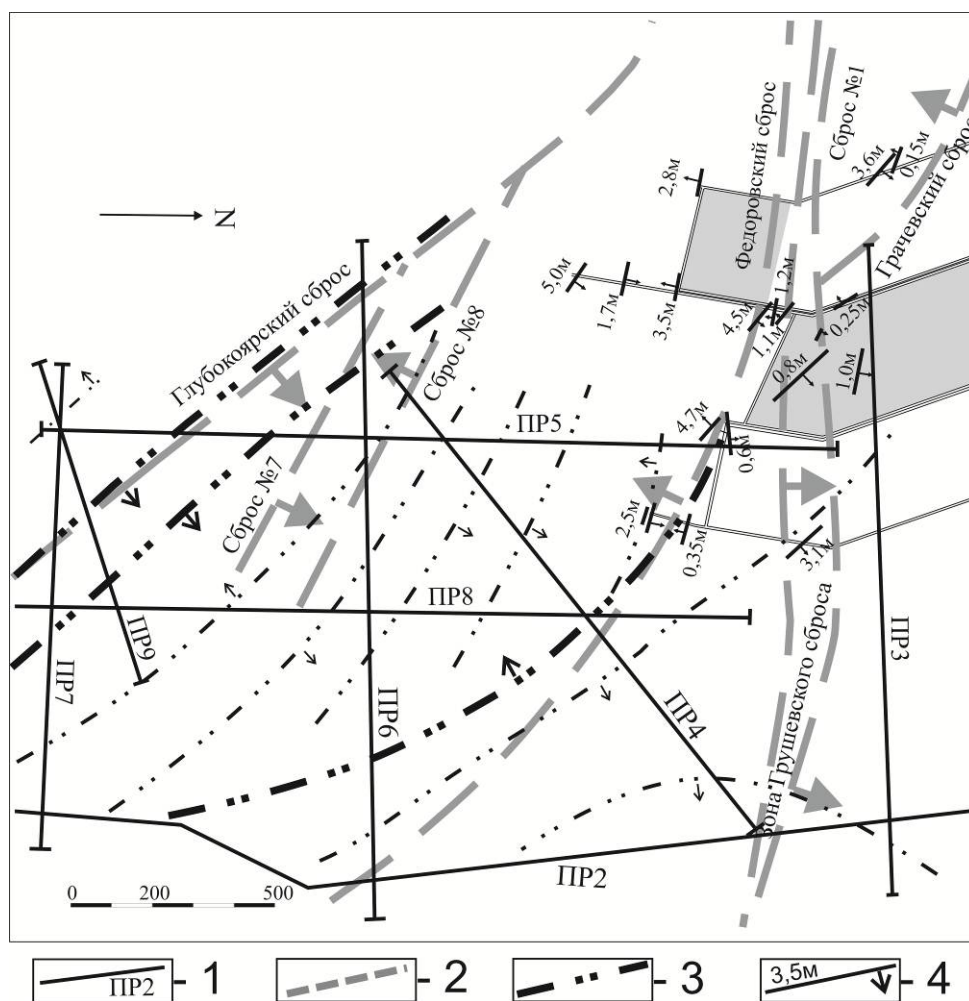 Федоровский сброс
Сброс №1
3,6м
0,15м
2,8м
Грачевский сброс
N
5,0м
1,7м
3,5м
4,5м
1,1м
1,2м
0,25м
0,8м
1,0м
Глубокоярский сброс
Сброс №8
ПР5
4,7м
0,6м
Сброс №7
2,5м
0,35м
3,1м
ПР8
ПР9
ПР7
ПР6
ПР4
ПР3
Зона Грушевского сброса
ПР2
0 200 500
ПР2 - 1
- 2
- 3
3,5м - 4